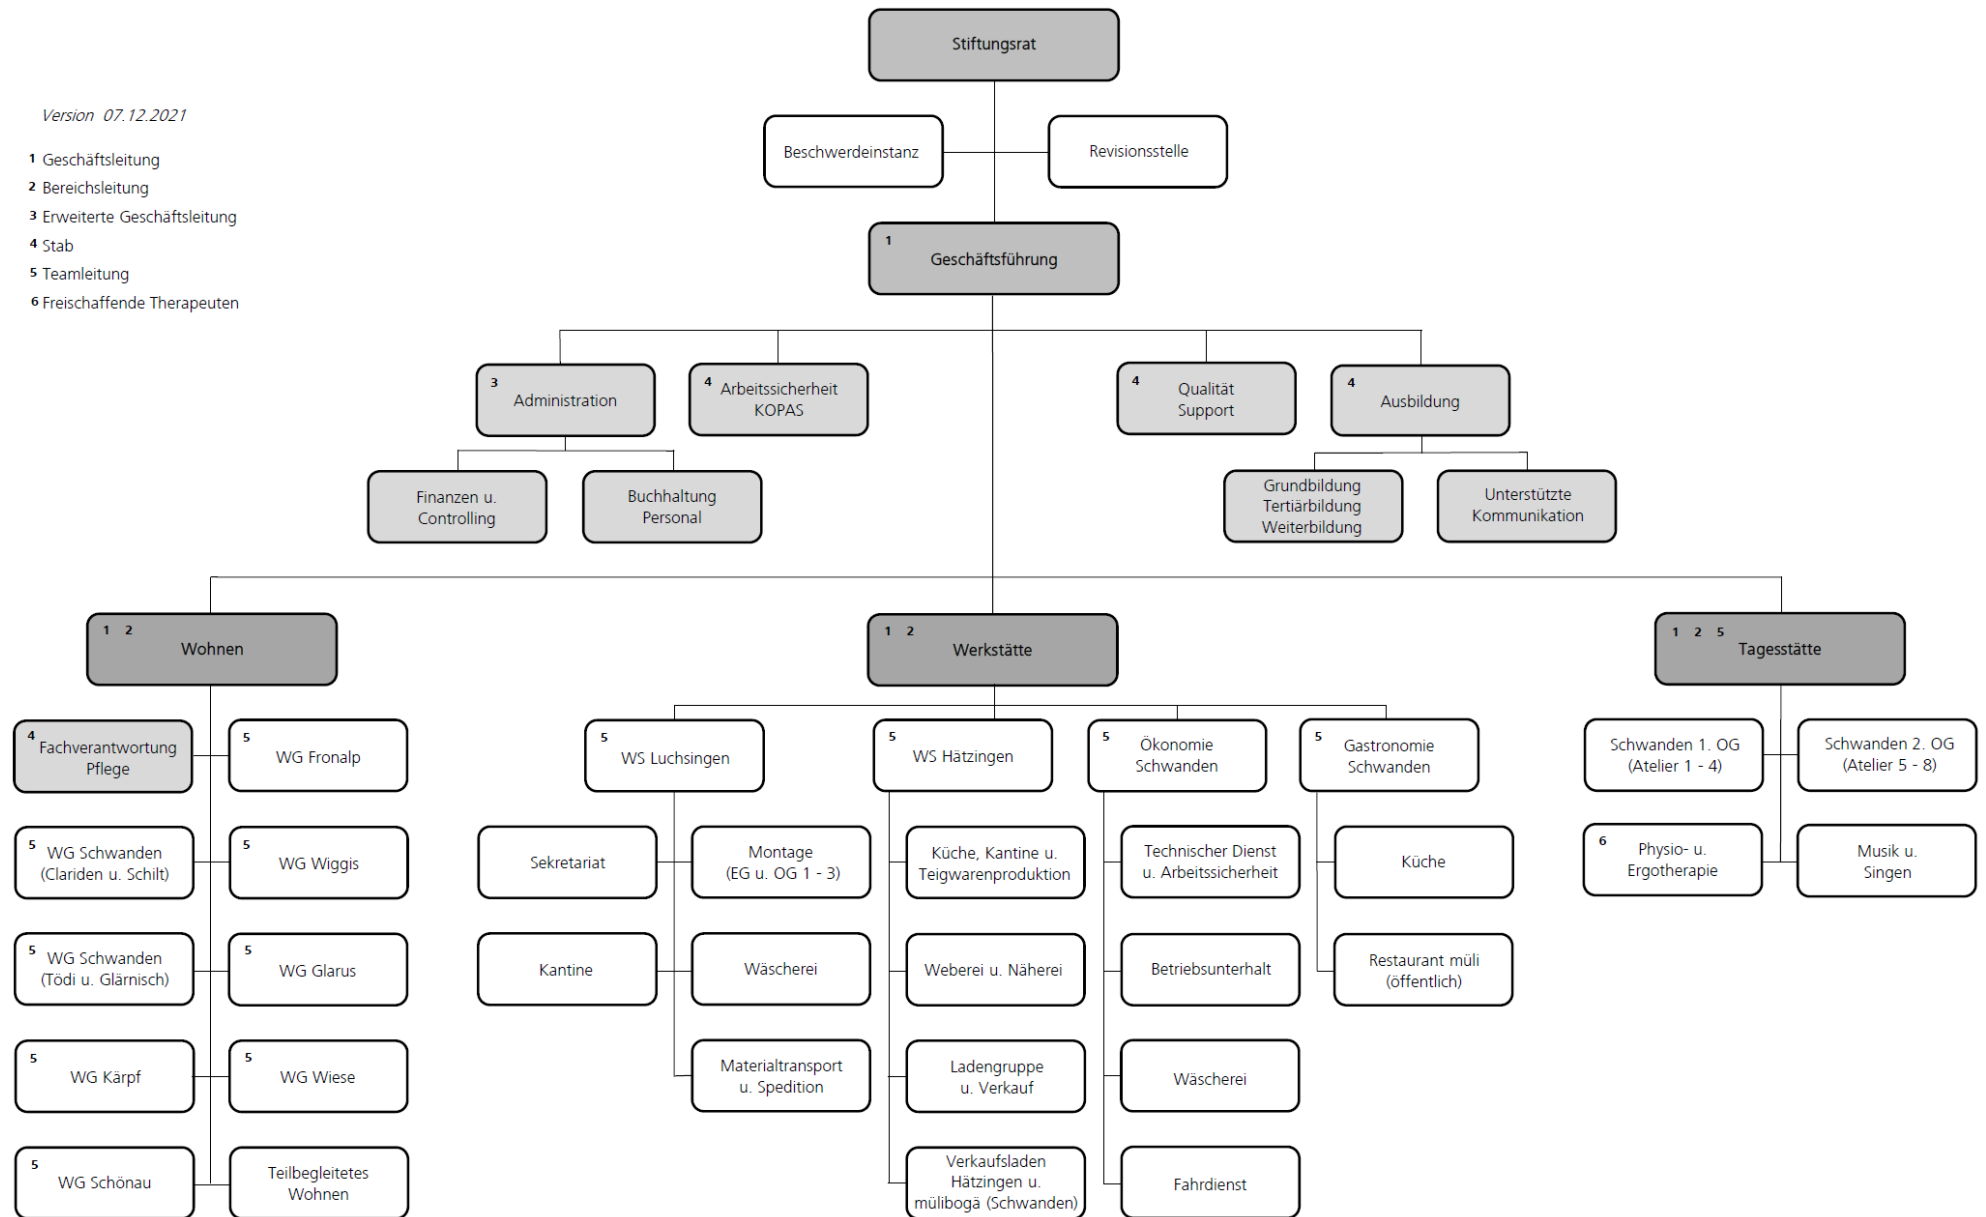 Stiftungsrat
Version 07.12.2021
Beschwerdeinstanz
Revisionsstelle
1 Geschäftsleitung
2 Bereichsleitung
3 Erweiterte Geschäftsleitung
4 Stab
5 Teamleitung
6 Freischaffende Therapeuten
1
Geschäftsführung
3
Administration
4 Arbeitssicherheit
KOPAS
4
Qualität
Support
4
Ausbildung
Finanzen u.
Controlling
Buchhaltung
Personal
Grundbildung
Tertiärbildung
Weiterbildung
Unterstützte
Kommunikation
1 2
Wohnen
1 2
Werkstätte
1 2 5
Tagesstätte
4 Fachverantwortung
Pflege
5
WG Fronalp
5 WG Schwanden
(Clariden u. Schilt)
5
WG Wiggis
5 WG Schwanden
(Tödi u. Glärnisch)
5
WG Glarus
5
WG Kärpf
5
WG Wiese
5
WG Schönau
Teilbegleitetes
Wohnen
5
WS Luchsingen
Sekretariat
Montage
(EG u. OG 1 - 3)
Kantine
Wäscherei
Materialtransport
u. Spedition
5
WS Hätzingen
Küche, Kantine u.
Teigwarenproduktion
Weberei u. Näherei
Ladengruppe
u. Verkauf
Verkaufsladen
Hätzingen u.
mülibogä (Schwanden)
5
Ökonomie
Schwanden
Technischer Dienst
u. Arbeitssicherheit
Betriebsunterhalt
Wäscherei
Fahrdienst
5
Gastronomie
Schwanden
Küche
Restaurant müli
(öffentlich)
Schwanden 1. OG
(Atelier 1 - 4)
Schwanden 2. OG
(Atelier 5 - 8)
6
Physio- u.
Ergotherapie
Musik u.
Singen